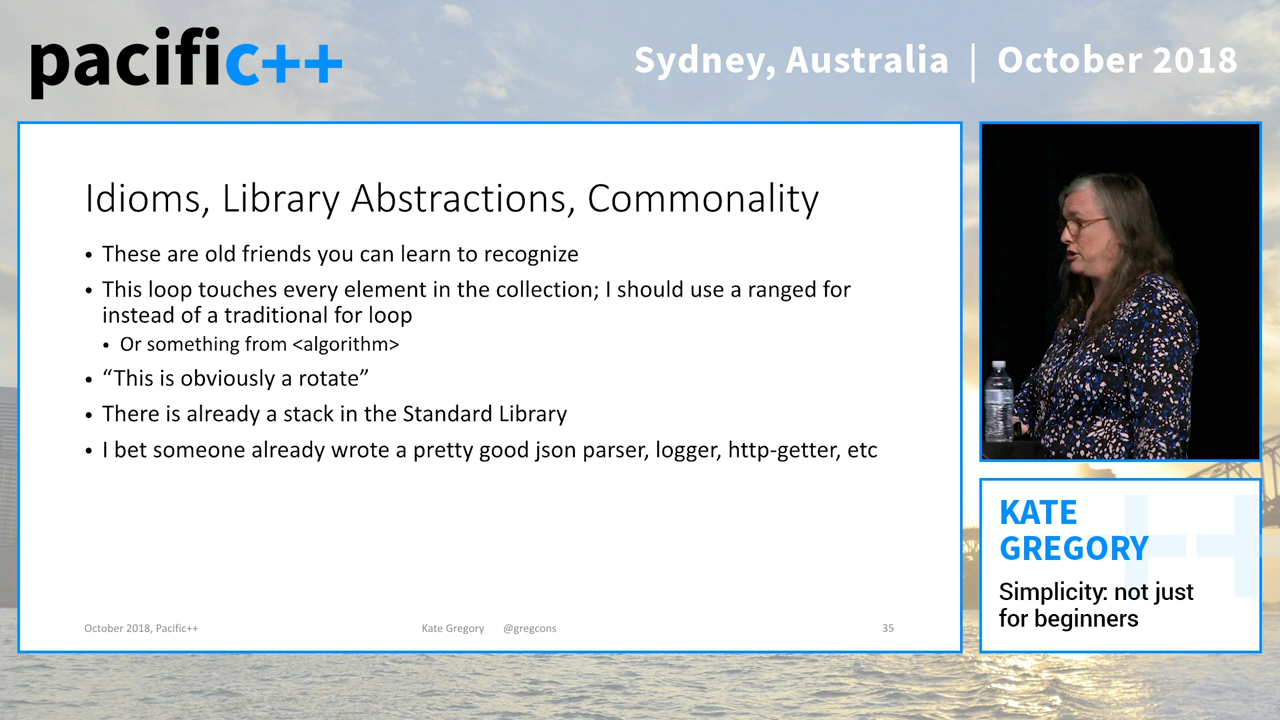 pacific++
Sydney, Australia | October 2018
Idioms, Library Abstractions, Commonality
• These are old friends you can learn to recognize
• This loop touches every element in the collection; I should use a ranged for
instead of a traditional for loop
• Or something from <algorithm>
• “This is obviously a rotate”
• There is already a stack in the Standard Library
• I bet someone already wrote a pretty good json parser, logger, http-getter, etc
October 2018, Pacific++
Kate Gregory @gregcons
35
KATE
GREGORY
Simplicity: not just
for beginners